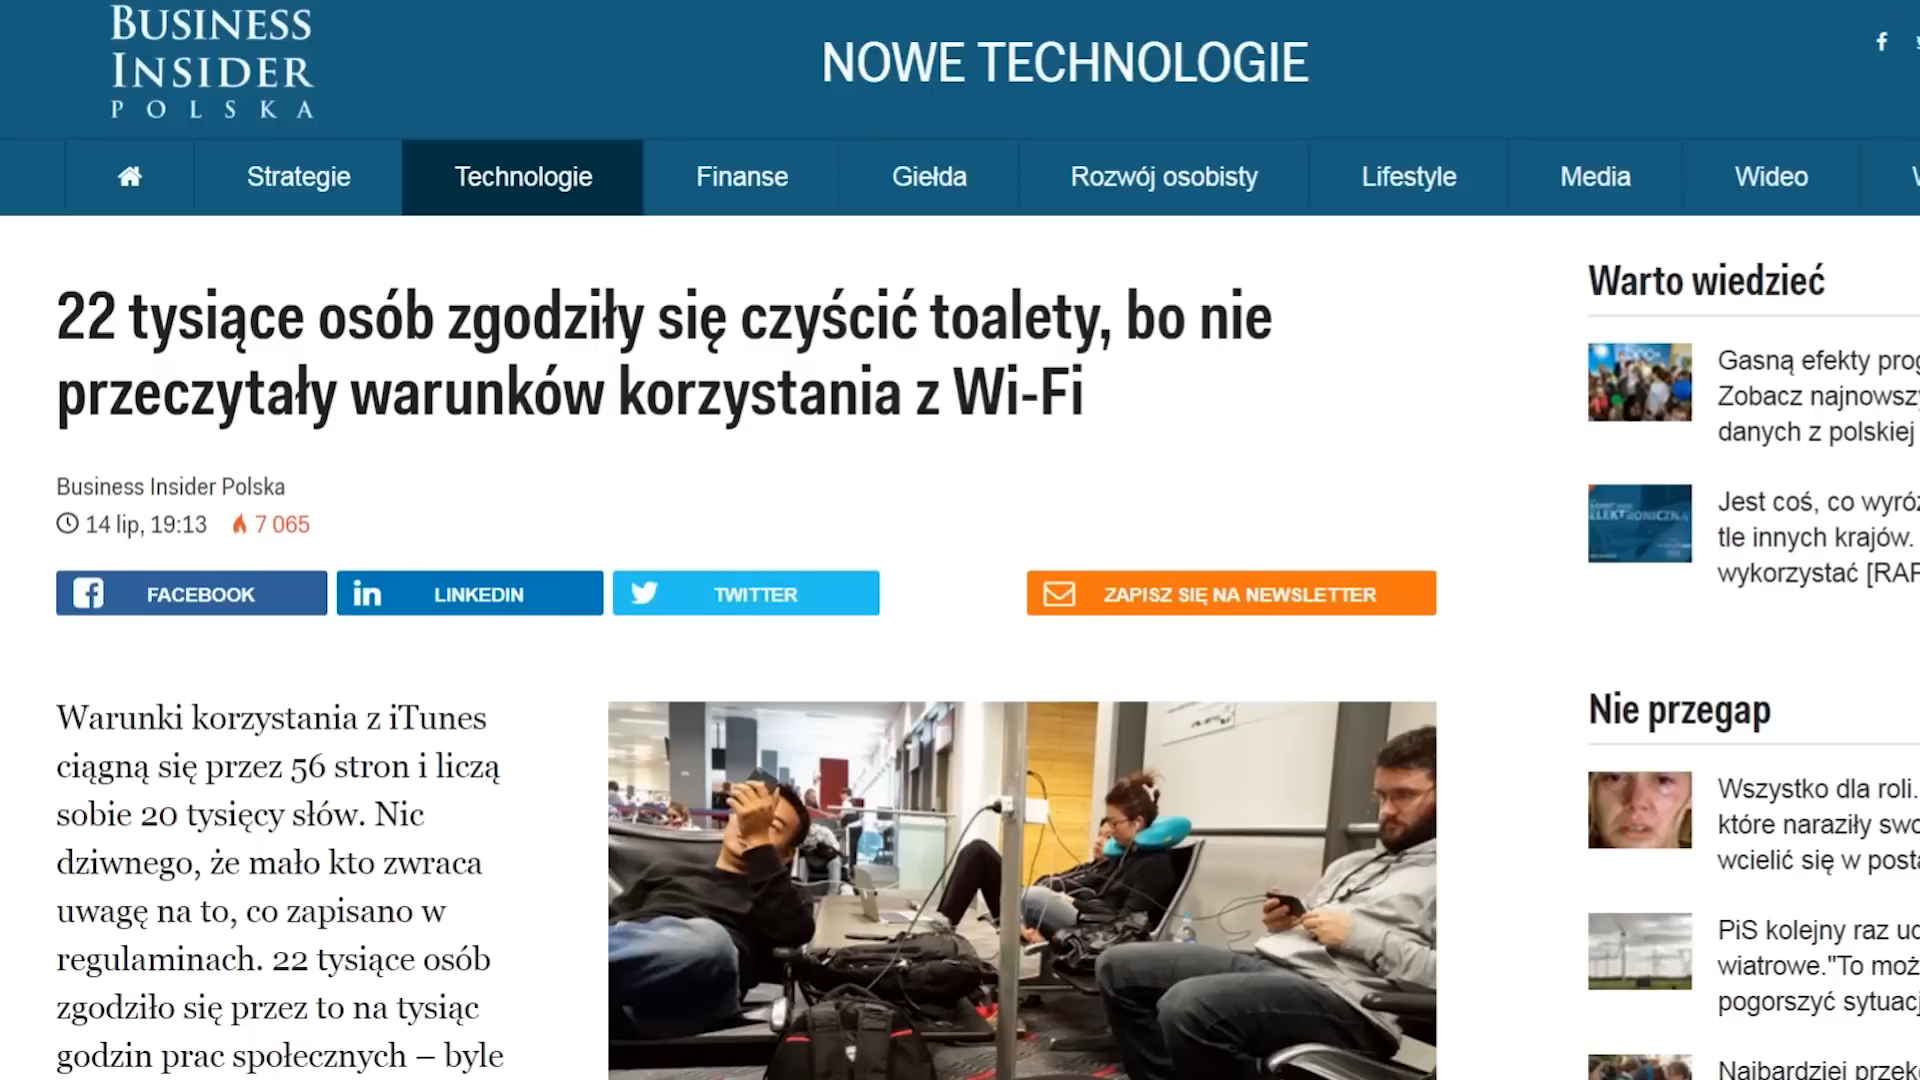 BUSINESS
INSIDER
POLSKA
NOWE TECHNOLOGIE
Strategie
Technologie
Finanse
Giełda
Rozwój osobisty
Lifestyle
Media
Wideo
22 tysiące osób zgodziły się czyścić toalety, bo nie
przeczytały warunków korzystania z Wi-Fi
Business Insider Polska
14 lip, 19:13 7 065
FACEBOOK
LINKEDIN
TWITTER
ZAPISZ SIĘ NA NEWSLETTER
Warunki korzystania z iTunes
ciągną się przez 56 stron i liczą
sobie 20 tysięcy słów. Nic
dziwnego, że mało kto zwraca
uwagę na to, co zapisano w
regulaminach. 22 tysiące osób
zgodziło się przez to na tysiąc
godzin prac społecznych – byle
Warto wiedzieć
Gasną efekty
Zobacz
danych z polskiej
Jest coś, co
tle innych krajów.
wykorzystać
Nie przegap
Wszystko dla roli.
które naraziły
wcielić się w
PiS kolejny raz
wiatrowe."To
pogorszyć
Najbardziej